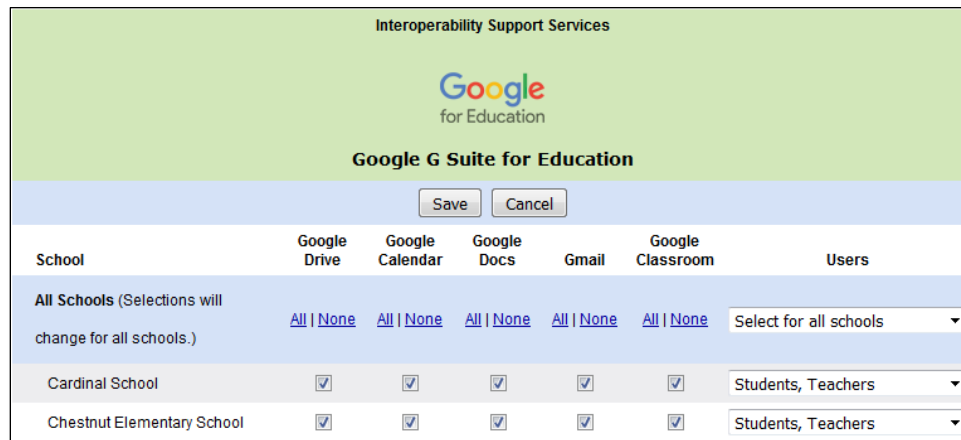 Interoperability Support Services
Google
for Education
Google G Suite for Education
Save Cancel
School Google Drive Google Calendar Google Docs Gmail Google Classroom Users
All Schools (Selections will
change for all schools.) All | None All | None All | None All | None All | None Select for all schools
Cardinal School Students, Teachers
Chestnut Elementary School Students, Teachers